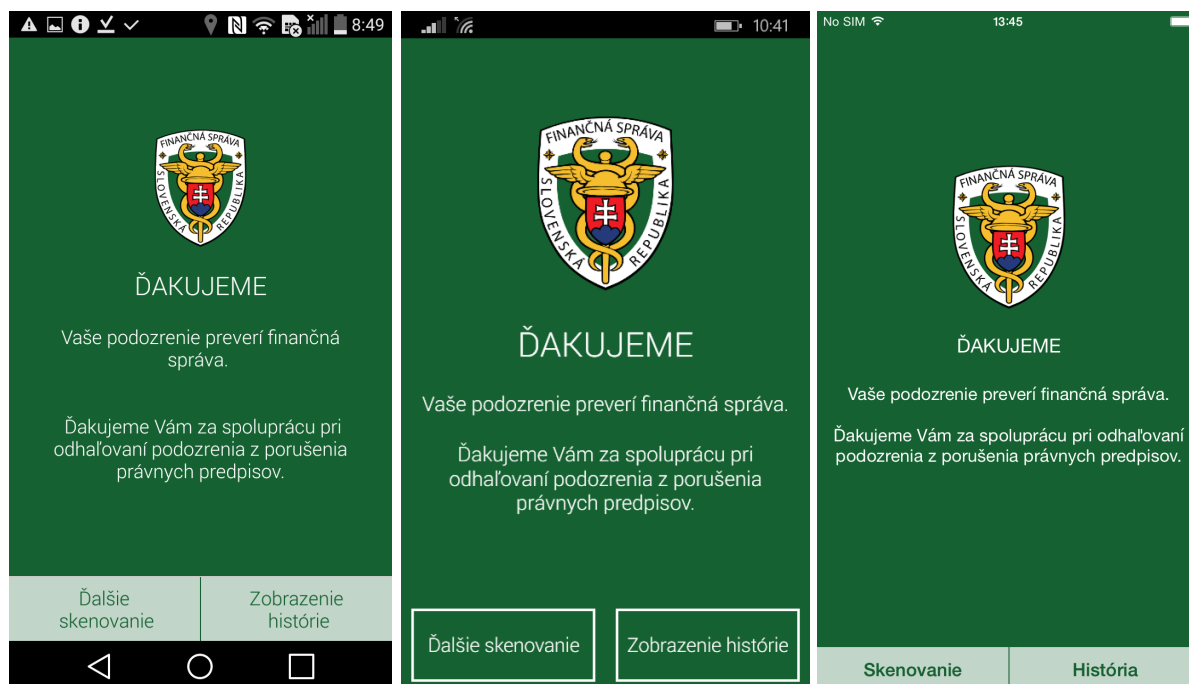 8:49
FINANČNÁ SPRÁVA
SLOVENSKÁ REPUBLIKA
ĎAKUJEME
Vaše podozrenie preverí finančná
správa.
Ďakujeme Vám za spoluprácu pri
odhaľovaní podozrenia z porušenia
právnych predpisov.
Ďalšie
skenovanie
Zobrazenie
histórie
10:41
FINANČNÁ SPRÁVA
SLOVENSKÁ REPUBLIKA
ĎAKUJEME
Vaše podozrenie preverí finančná správa.
Ďakujeme Vám za spoluprácu pri
odhaľovaní podozrenia z porušenia
právnych predpisov.
Ďalšie skenovanie
Zobrazenie histórie
No SIM
13:45
FINANČNÁ SPRÁVA
SLOVENSKÁ REPUBLIKA
ĎAKUJEME
Vaše podozrenie preverí finančná správa.
Ďakujeme Vám za spoluprácu pri odhaľovaní
podozrenia z porušenia právnych predpisov.
Skenovanie
História